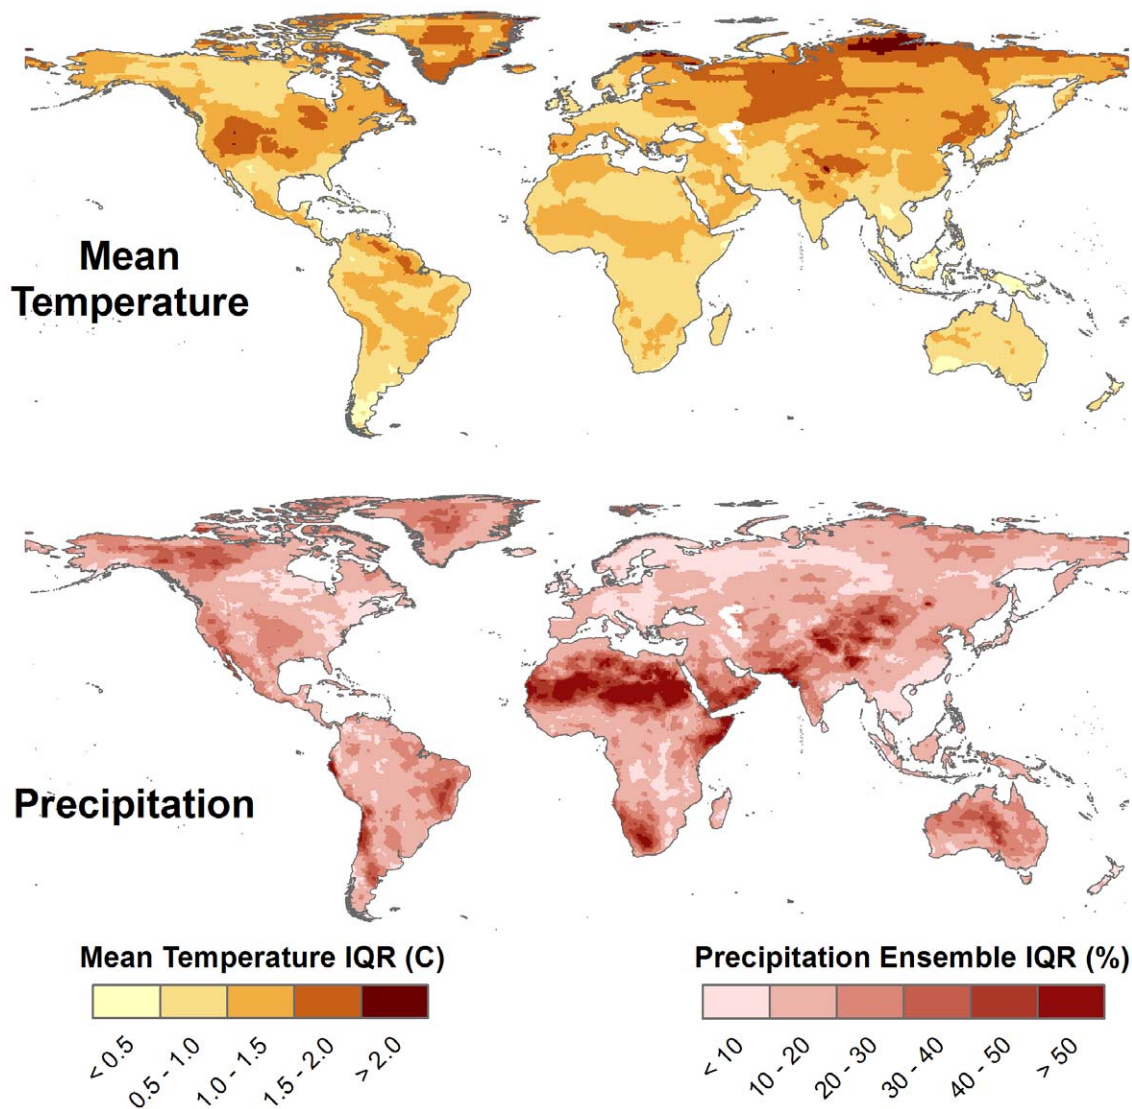 Mean
Temperature
Precipitation
Mean Temperature IQR (C)
< 0.5
0.5 - 1.0
1.0 - 1.5
1.5 - 2.0
> 2.0
Precipitation Ensemble IQR (%)
< 10
10 - 20
20 - 30
30 - 40
40 - 50
> 50